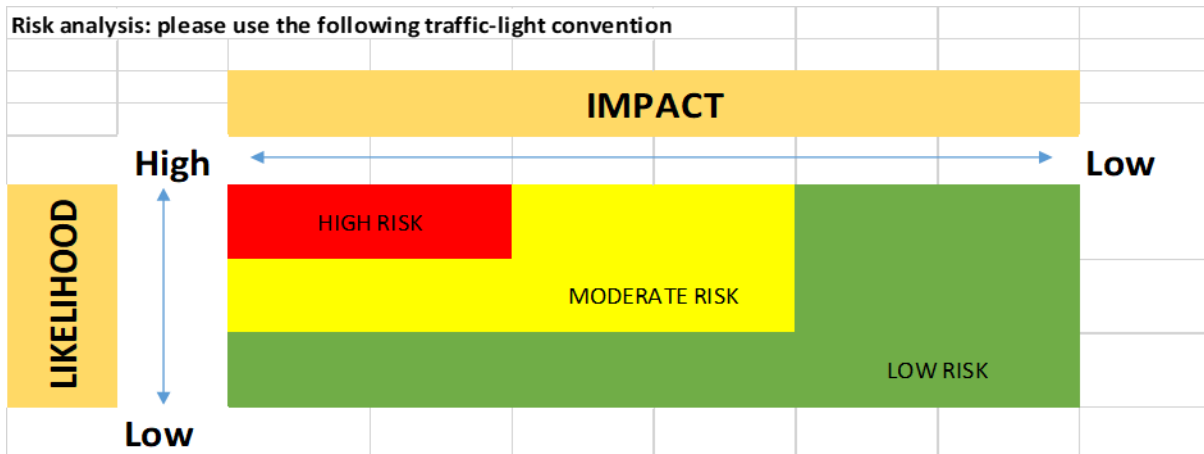 Risk analysis: please use the following traffic-light convention
IMPACT
High
Low
LIKELIHOOD
HIGH RISK
MODERATE RISK
LOW RISK
Low